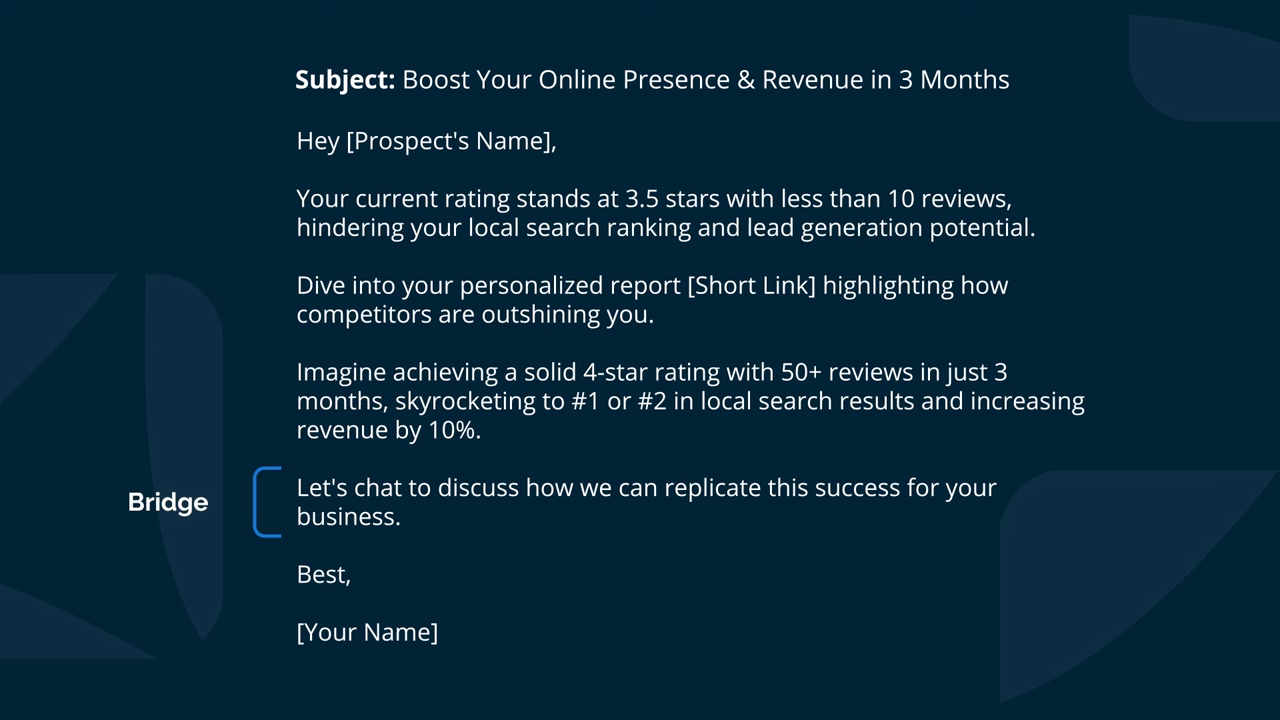 Subject: Boost Your Online Presence & Revenue in 3 Months
Hey [Prospect's Name],
Your current rating stands at 3.5 stars with less than 10 reviews,
hindering your local search ranking and lead generation potential.
Dive into your personalized report [Short Link] highlighting how
competitors are outshining you.
Imagine achieving a solid 4-star rating with 50+ reviews in just 3
months, skyrocketing to #1 or #2 in local search results and increasing
revenue by 10%.
Bridge
Let's chat to discuss how we can replicate this success for your
business.
Best,
[Your Name]